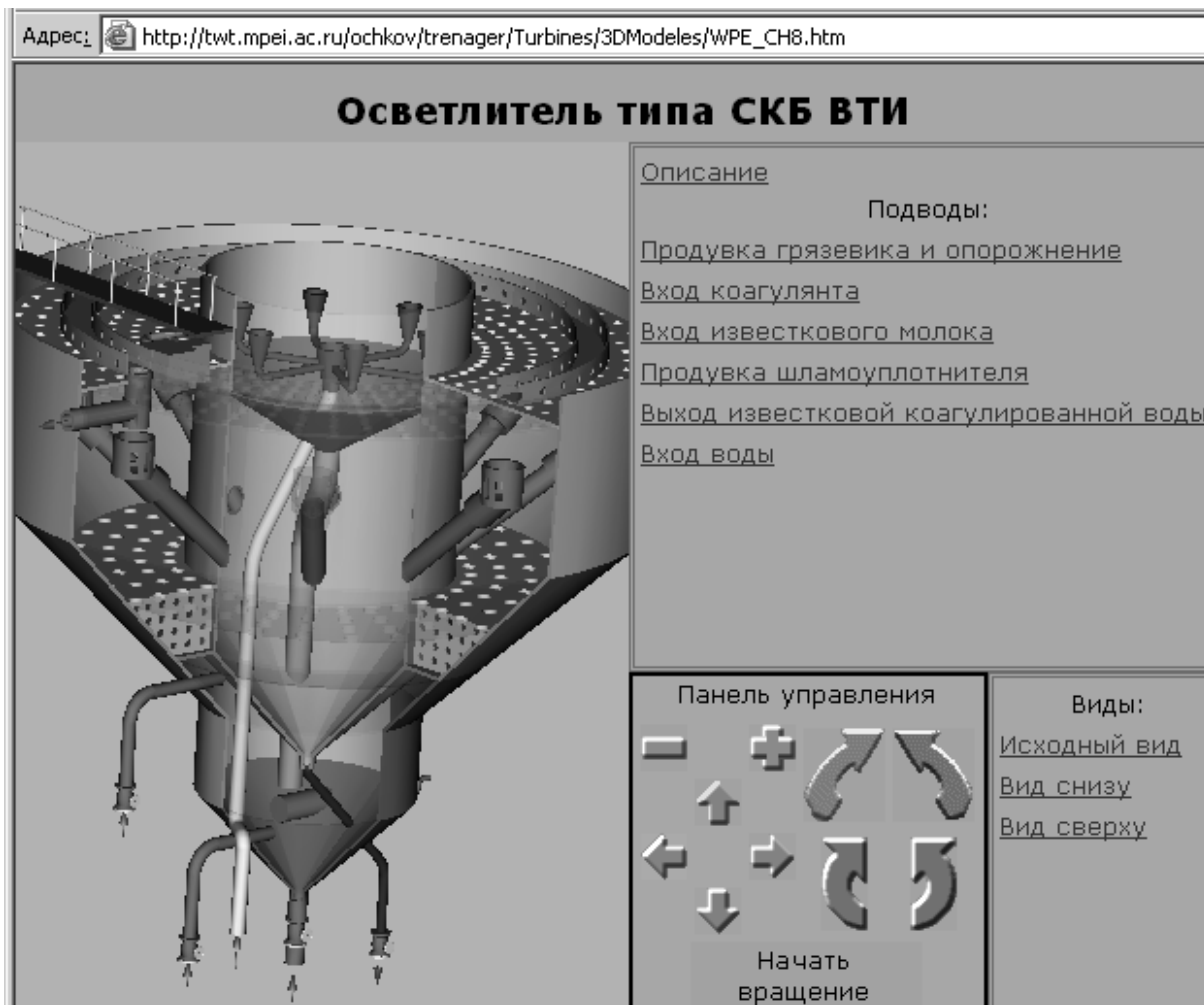 Адрес: http://twt.mpei.ac.ru/ochkov/trenager/Turbines/3DModeles/WPE_CH8.htm
Осветлитель типа СКБ ВТИ
Описание
Подводы:
Продувка грязевика и опорожнение
Вход коагулянта
Вход известкового молока
Продувка шламоуплотнителя
Выход известковой коагулированной воды
Вход воды
Панель управления
Начать
вращение
Виды:
Исходный вид
Вид снизу
Вид сверху